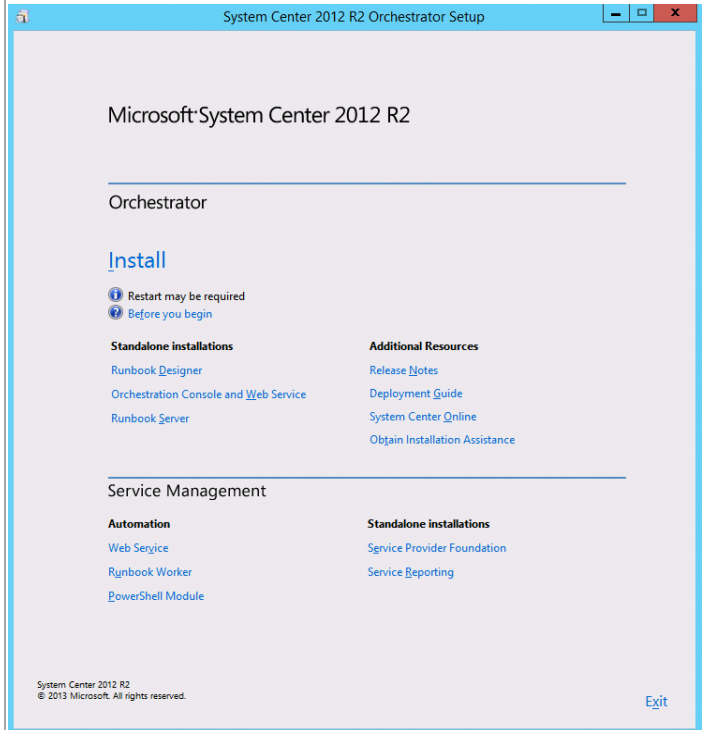 System Center 2012 R2 Orchestrator Setup
Microsoft System Center 2012 R2
Orchestrator
Install
Restart may be required
Before you begin
Standalone installations
Runbook Designer
Orchestration Console and Web Service
Runbook Server
Additional Resources
Release Notes
Deployment Guide
System Center Online
Obtain Installation Assistance
Service Management
Automation
Web Service
Runbook Worker
PowerShell Module
Standalone installations
Service Provider Foundation
Service Reporting
System Center 2012 R2
© 2013 Microsoft. All rights reserved.
Exit